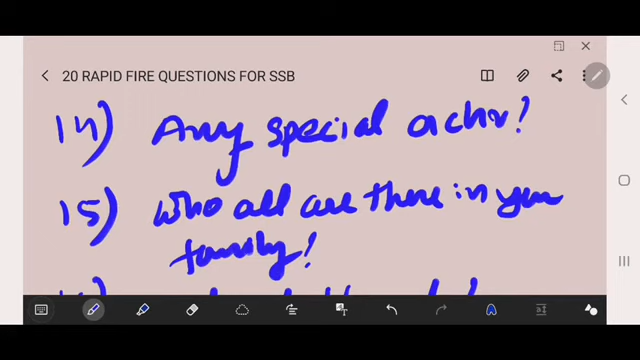 20 RAPID FIRE QUESTIONS FOR SSB
14) Any special achv?
15) Who all are there in your
family?